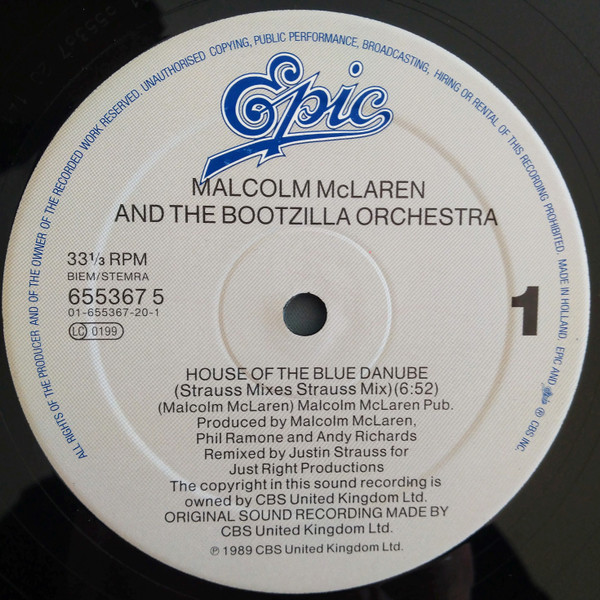 ALL RIGHTS OF THE PRODUCER AND OF THE OWNER OF THE RECORDED WORK RESERVED. UNAUTHORISED COPYING, PUBLIC PERFORMANCE, BROADCASTING, HIRING OR RENTAL OF THIS RECORDING PROHIBITED. MADE IN HOLLAND. EPIC AND ℗ CBS INC.
Epic
MALCOLM McLAREN
AND THE BOOTZILLA ORCHESTRA
33⅓ RPM
BIEM/STEMRA
655367 5
01-655367-20-1
LC 0199
1
HOUSE OF THE BLUE DANUBE
(Strauss Mixes Strauss Mix)(6:52)
(Malcolm McLaren) Malcolm McLaren Pub.
Produced by Malcolm McLaren,
Phil Ramone and Andy Richards
Remixed by Justin Strauss for
Just Right Productions
The copyright in this sound recording is
owned by CBS United Kingdom Ltd.
ORIGINAL SOUND RECORDING MADE BY
CBS United Kingdom Ltd.
℗ 1989 CBS United Kingdom Ltd.